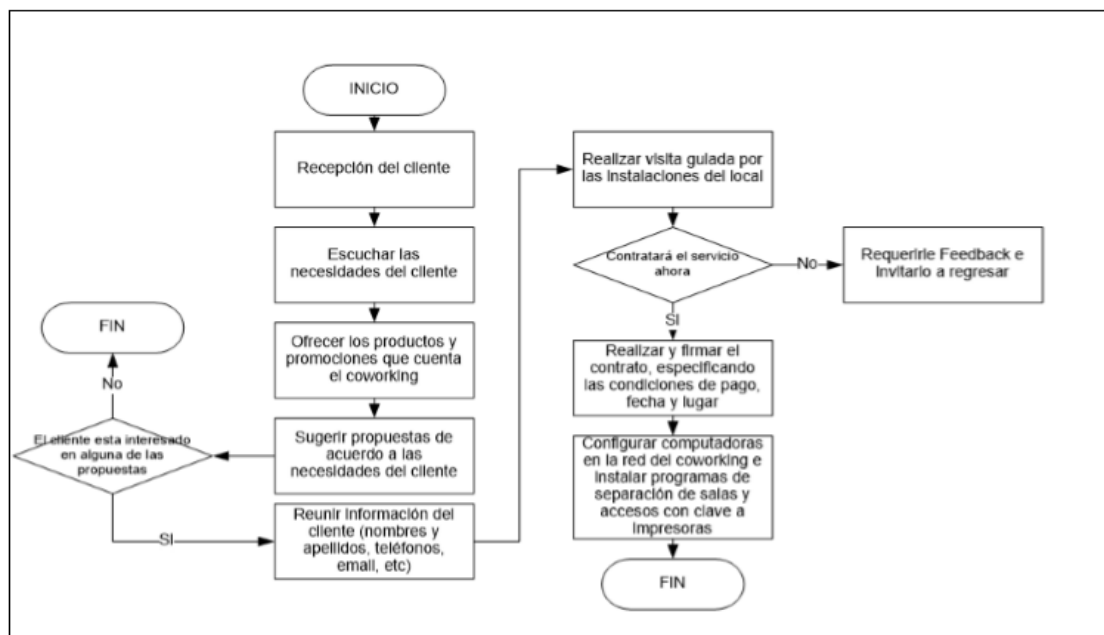 INICIO
Recepción del cliente
Escuchar las
necesidades del cliente
Ofrecer los productos y
promociones que cuenta
el coworking
Sugerir propuestas de
acuerdo a las necesidades
del cliente
El cliente esta interesado
en alguna de las
propuestas
No
FIN
SI
Reunir información del
cliente (nombres y
apellidos, teléfonos,
email, etc)
Realizar visita guiada por
las instalaciones del local
Contratará el servicio
ahora
No
Requerirle Feedback e
invitarlo a regresar
SI
Realizar y firmar el
contrato, especificando
las condiciones de pago,
fecha y lugar
Configurar computadoras
en la red del coworking e
instalar programas de
separación de salas y
accesos con clave a
impresoras
FIN